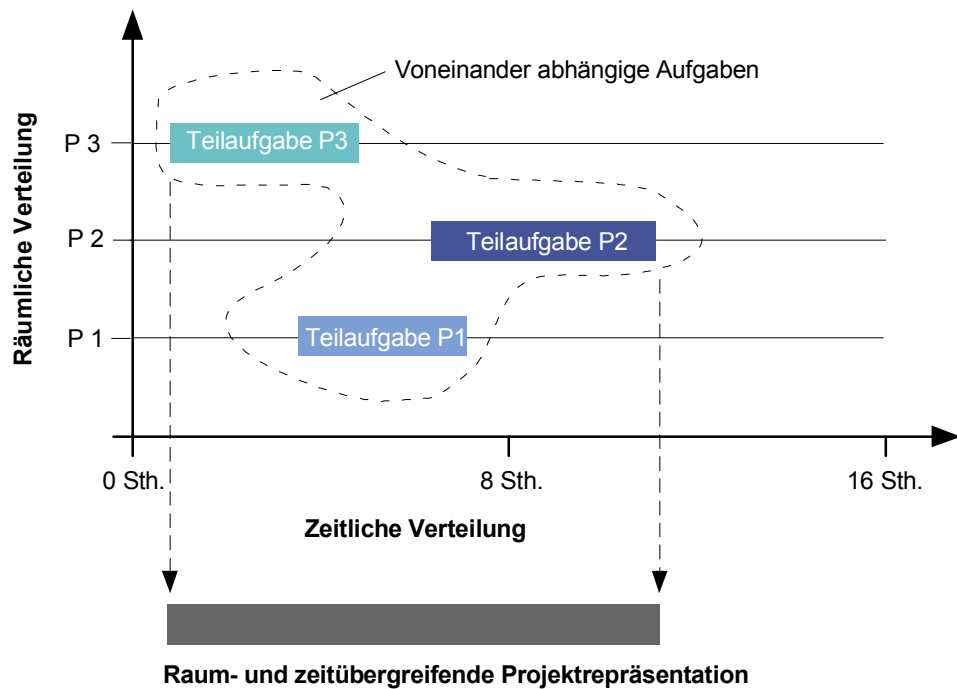 Voneinander abhängige Aufgaben
Räumliche Verteilung
P 3
Teilaufgabe P3
P 2
Teilaufgabe P2
P 1
Teilaufgabe P1
0 Sth.
8 Sth.
16 Sth.
Zeitliche Verteilung
Raum- und zeitübergreifende Projektrepräsentation